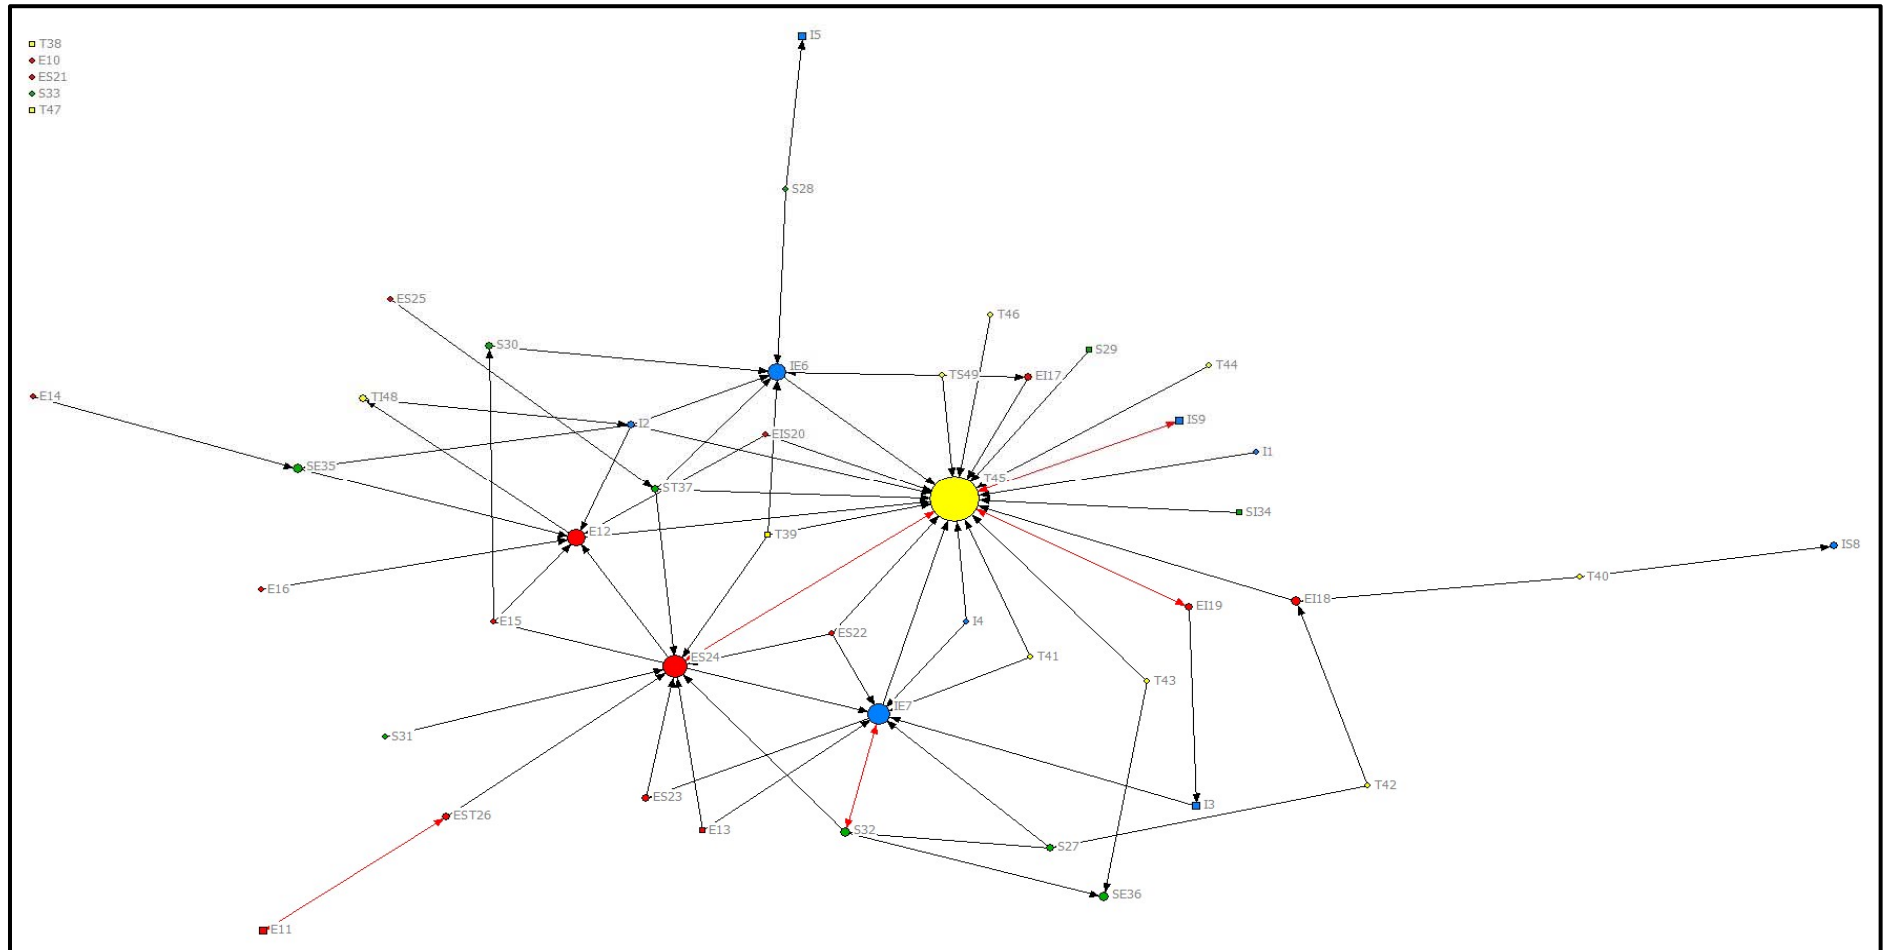 I5
T38
E10
ES21
S33
T47
S28
ES25
T46
S30
S29
IE6
T44
TS49
EI17
E14
TI48
IS9
I2
EIS20
I1
SE35
T45
ST37
SI34
E12
T39
IS8
T40
E16
EI18
EI19
E15
I4
ES22
ES24
T41
T43
IE7
S31
T42
ES23
I3
EST26
E13
S32
S27
SE36
E11